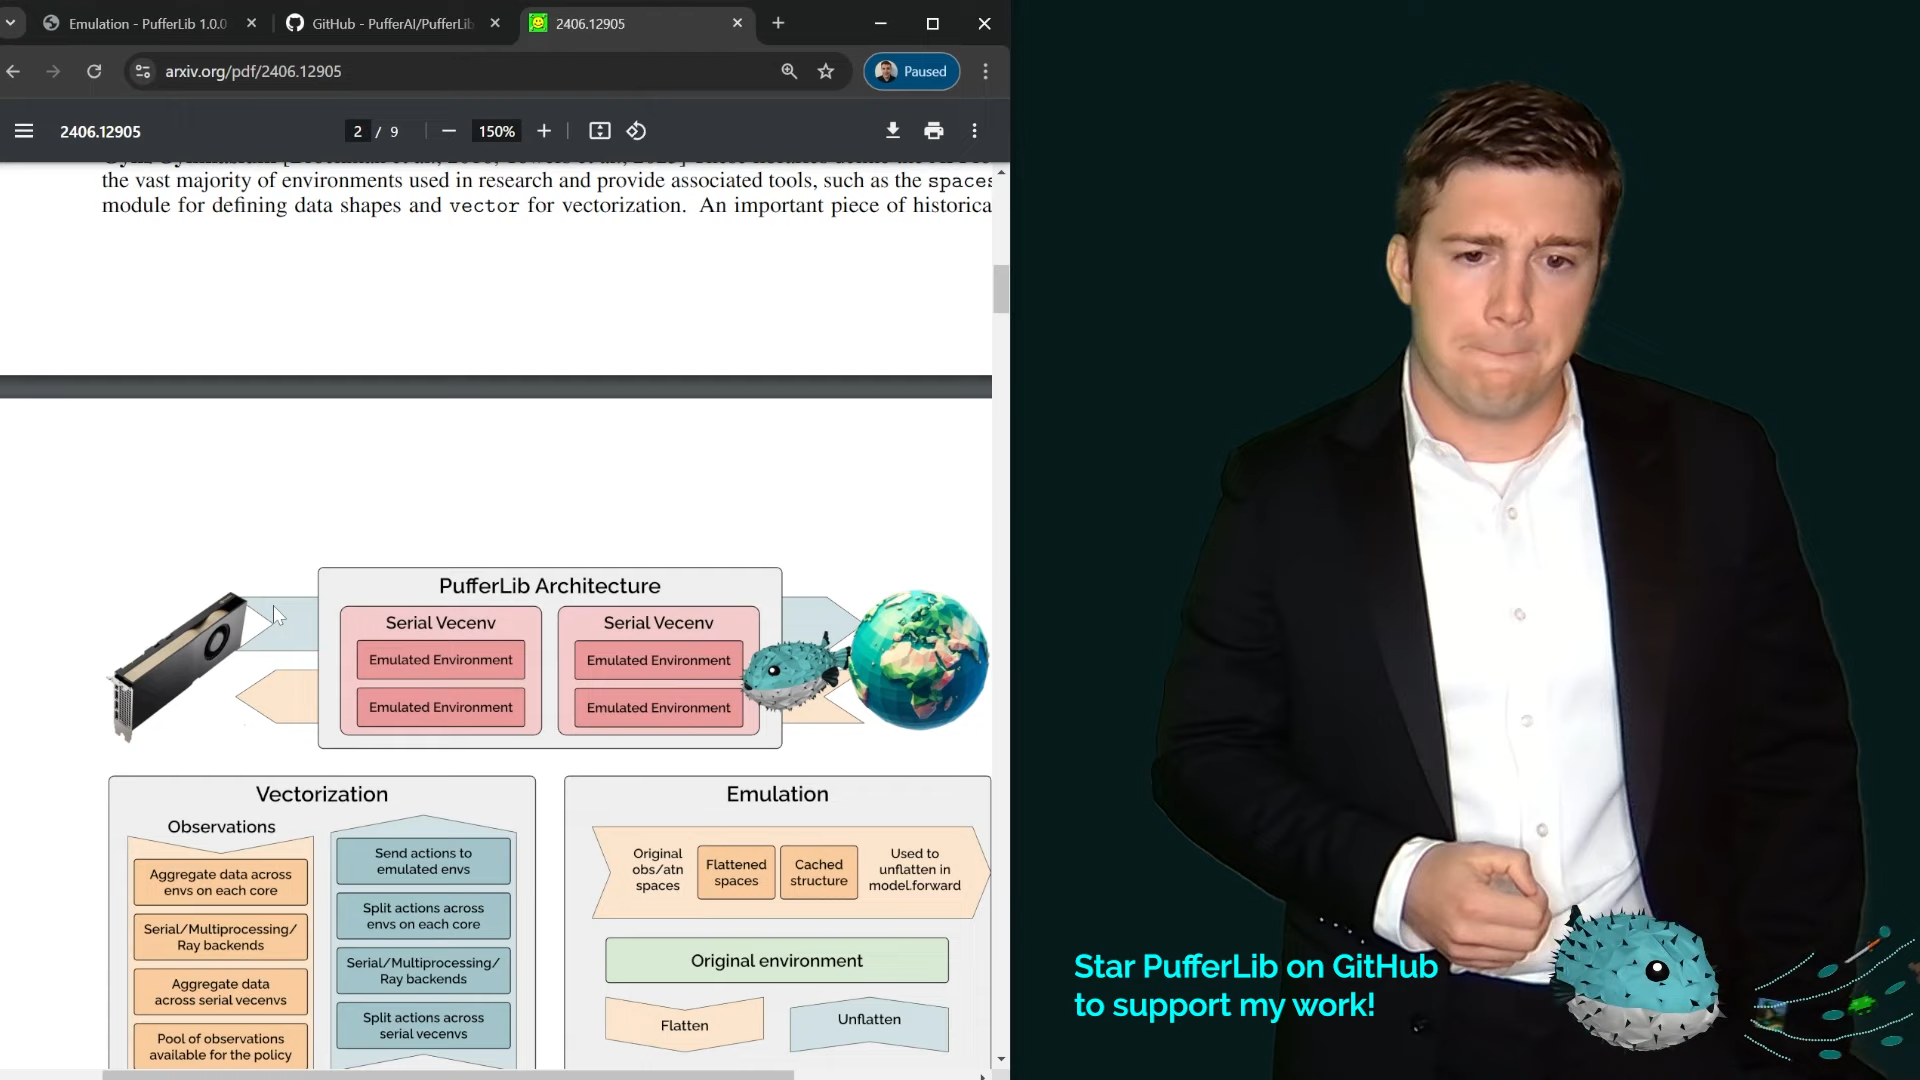 Emulation - PufferLib 1.0.0
GitHub - PufferAI/PufferLib
2406.12905
arxiv.org/pdf/2406.12905
Paused
2406.12905
2 / 9
150%
the vast majority of environments used in research and provide associated tools, such as the spaces
module for defining data shapes and vector for vectorization. An important piece of historica
PufferLib Architecture
Serial Vecenv
Emulated Environment
Emulated Environment
Serial Vecenv
Emulated Environment
Emulated Environment
Vectorization
Observations
Aggregate data across
envs on each core
Serial/Multiprocessing/
Ray backends
Aggregate data
across serial vecenvs
Pool of observations
available for the policy
Send actions to
emulated envs
Split actions across
envs on each core
Serial/Multiprocessing/
Ray backends
Split actions across
serial vecenvs
Emulation
Original
obs/atn
spaces
Flattened
spaces
Cached
structure
Used to
unflatten in
model.forward
Original environment
Flatten
Unflatten
Star PufferLib on GitHub
to support my work!